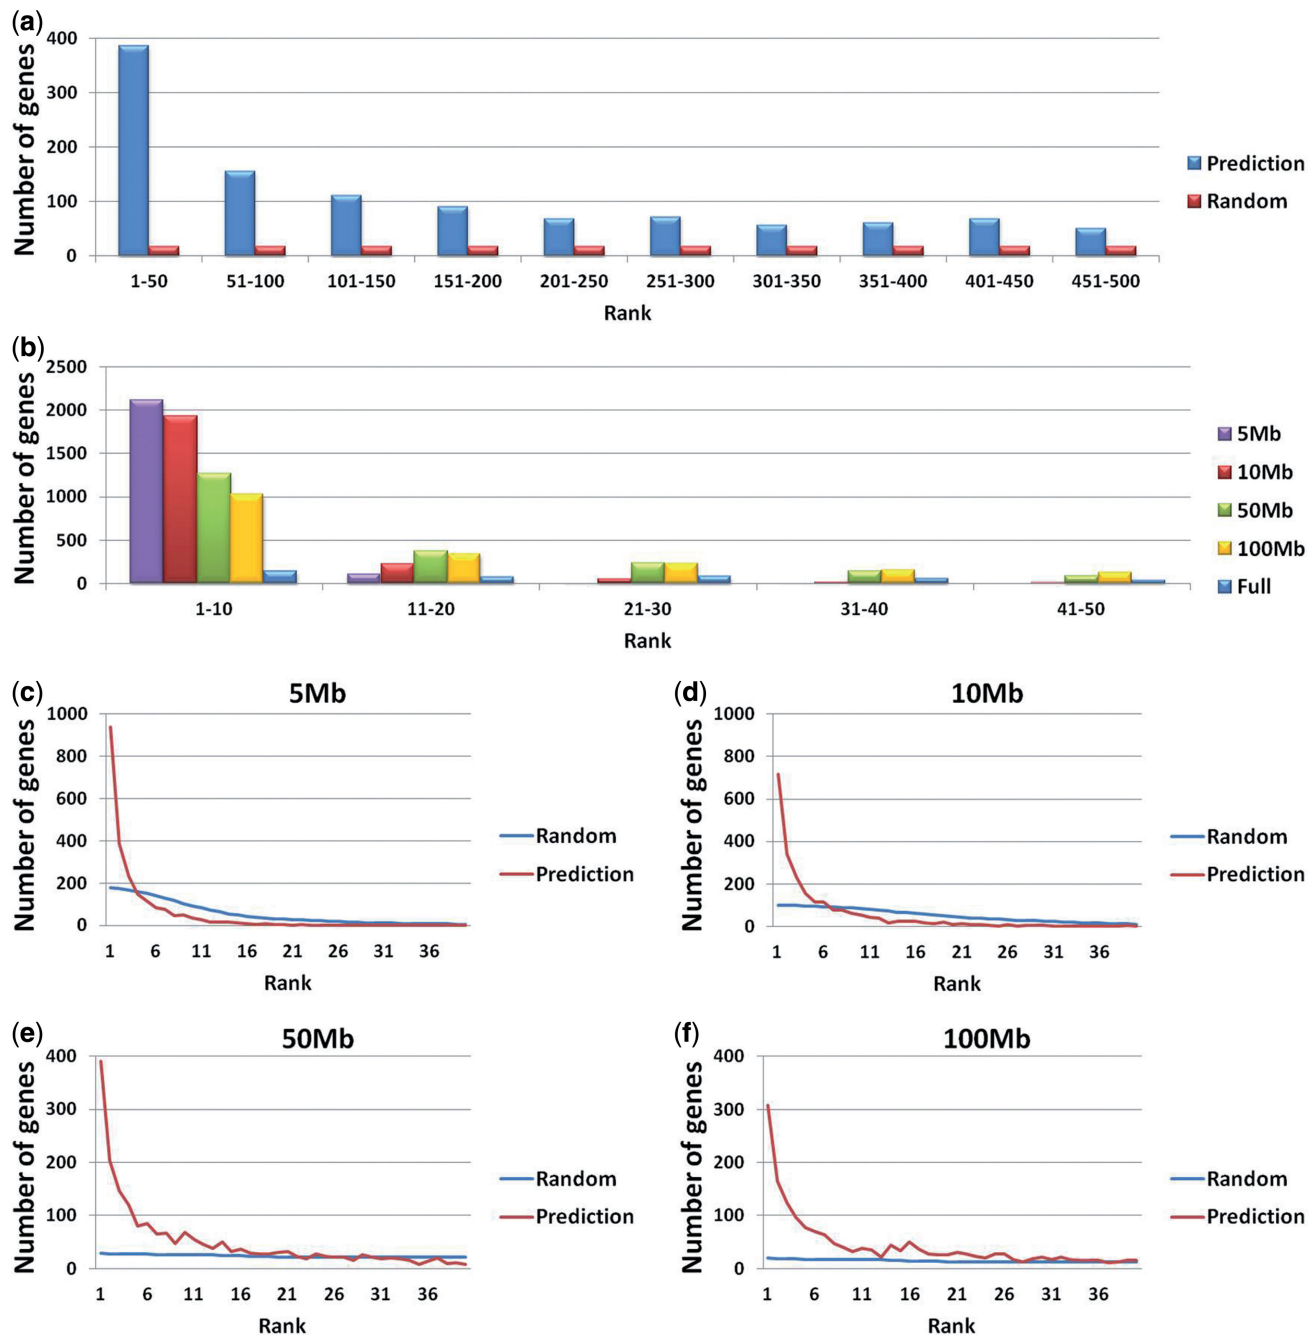 (a)
Number of genes
400
300
200
100
0
1-50 51-100 101-150 151-200 201-250 251-300 301-350 351-400 401-450 451-500
Rank
Prediction
Random
(b)
Number of genes
2500
2000
1500
1000
500
0
1-10 11-20 21-30 31-40 41-50
Rank
5Mb
10Mb
50Mb
100Mb
Full
(c)
5Mb
Number of genes
1000
800
600
400
200
0
1 6 11 16 21 26 31 36
Rank
Random
Prediction
(d)
10Mb
Number of genes
1000
800
600
400
200
0
1 6 11 16 21 26 31 36
Rank
Random
Prediction
(e)
50Mb
Number of genes
400
300
200
100
0
1 6 11 16 21 26 31 36
Rank
Random
Prediction
(f)
100Mb
Number of genes
400
300
200
100
0
1 6 11 16 21 26 31 36
Rank
Random
Prediction